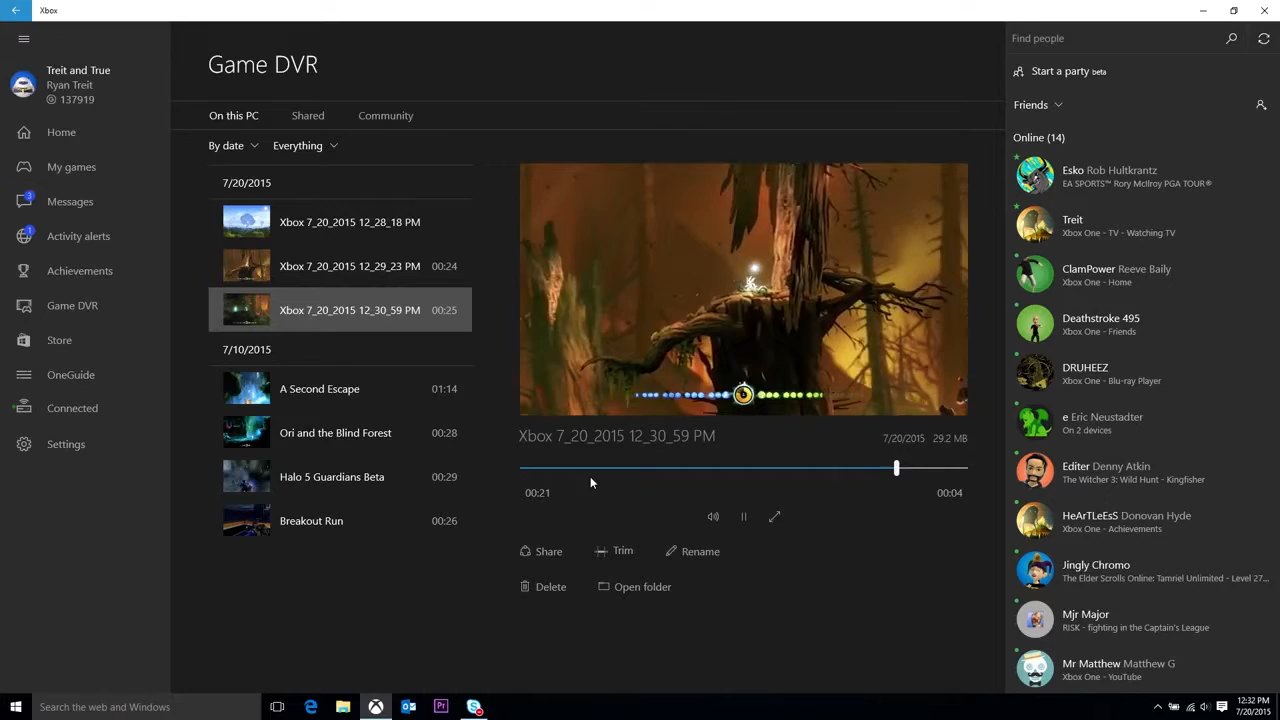 Xbox
Treit and True
Ryan Treit
G 137919
Home
My games
3
Messages
1
Activity alerts
Achievements
Game DVR
Store
OneGuide
Connected
Settings
Game DVR
On this PC
Shared
Community
By date
Everything
7/20/2015
Xbox 7_20_2015 12_28_18 PM
Xbox 7_20_2015 12_29_23 PM 00:24
Xbox 7_20_2015 12_30_59 PM 00:25
7/10/2015
A Second Escape 01:14
Ori and the Blind Forest 00:28
Halo 5 Guardians Beta 00:29
Breakout Run 00:26
Xbox 7_20_2015 12_30_59 PM
7/20/2015 29.2 MB
00:21
00:04
Share
Trim
Rename
Delete
Open folder
Find people
Start a party beta
Friends
Online (14)
Esko Rob Hultkrantz
EA SPORTS™ Rory McIlroy PGA TOUR®
Treit
Xbox One - TV - Watching TV
ClamPower Reeve Baily
Xbox One - Home
Deathstroke 495
Xbox One - Friends
DRUHEEZ
Xbox One - Blu-ray Player
e Eric Neustadter
On 2 devices
Editer Denny Atkin
The Witcher 3: Wild Hunt - Kingfisher
HeArTLeEsS Donovan Hyde
Xbox One - Achievements
Jingly Chromo
The Elder Scrolls Online: Tamriel Unlimited - Level 27...
Mjr Major
RISK - fighting in the Captain's League
Mr Matthew Matthew G
Xbox One - YouTube
Search the web and Windows
Pr
12:32 PM
7/20/2015